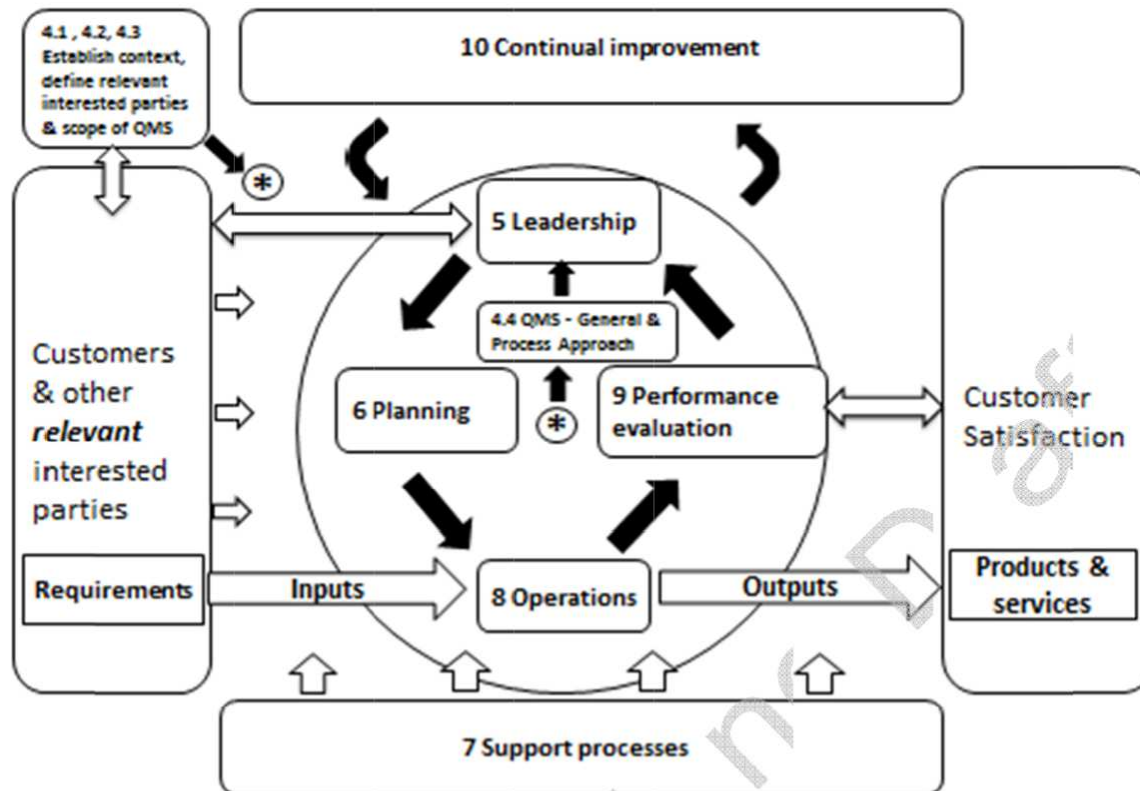 4.1 , 4.2, 4.3
Establish context,
define relevant
interested parties
& scope of QMS
10 Continual improvement
*
5 Leadership
4.4 QMS - General &
Process Approach
Customers
& other
relevant
interested
parties
6 Planning
*
9 Performance
evaluation
Customer
Satisfaction
Requirements
Inputs
8 Operations
Outputs
Products &
services
7 Support processes